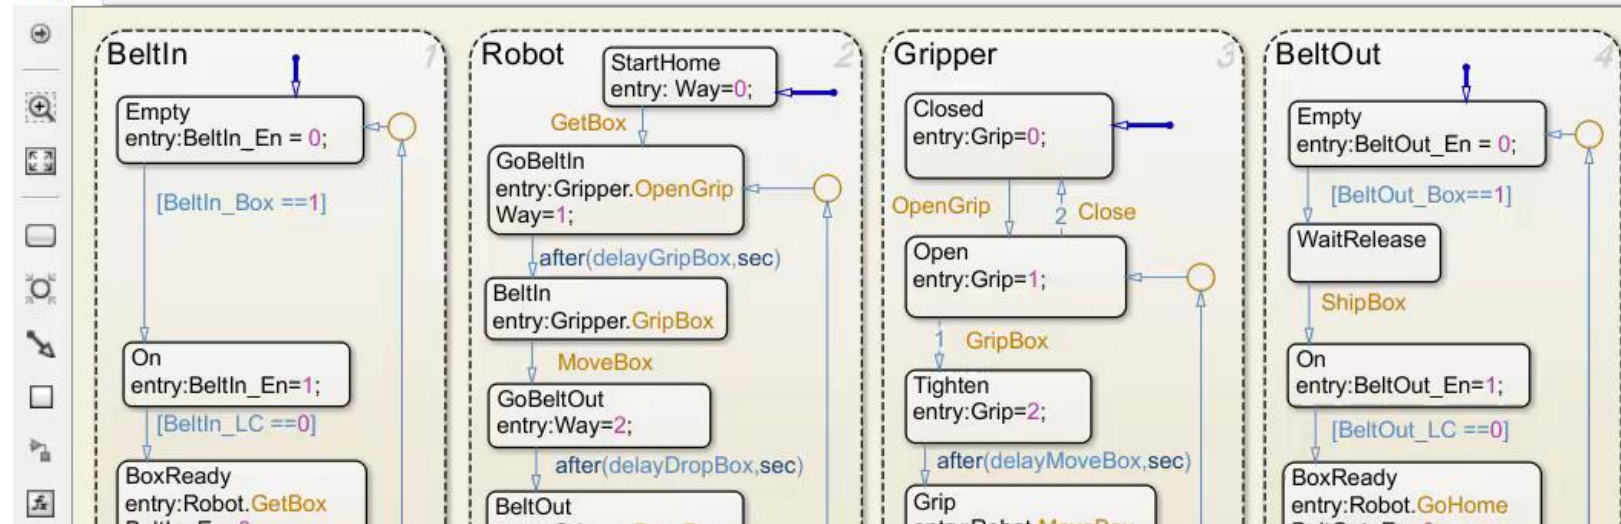 BeltIn
1
Empty
entry:BeltIn_En = 0;
[BeltIn_Box ==1]
On
entry:BeltIn_En=1;
[BeltIn_LC ==0]
BoxReady
entry:Robot.GetBox
Robot
2
StartHome
entry: Way=0;
GetBox
GoBeltIn
entry:Gripper.OpenGrip
Way=1;
after(delayGripBox,sec)
BeltIn
entry:Gripper.GripBox
MoveBox
GoBeltOut
entry:Way=2;
after(delayDropBox,sec)
BeltOut
Gripper
3
Closed
entry:Grip=0;
OpenGrip
2 Close
Open
entry:Grip=1;
1 GripBox
Tighten
entry:Grip=2;
after(delayMoveBox,sec)
Grip
entry:Robot.MoveBox
BeltOut
4
Empty
entry:BeltOut_En = 0;
[BeltOut_Box==1]
WaitRelease
ShipBox
On
entry:BeltOut_En=1;
[BeltOut_LC ==0]
BoxReady
entry:Robot.GoHome